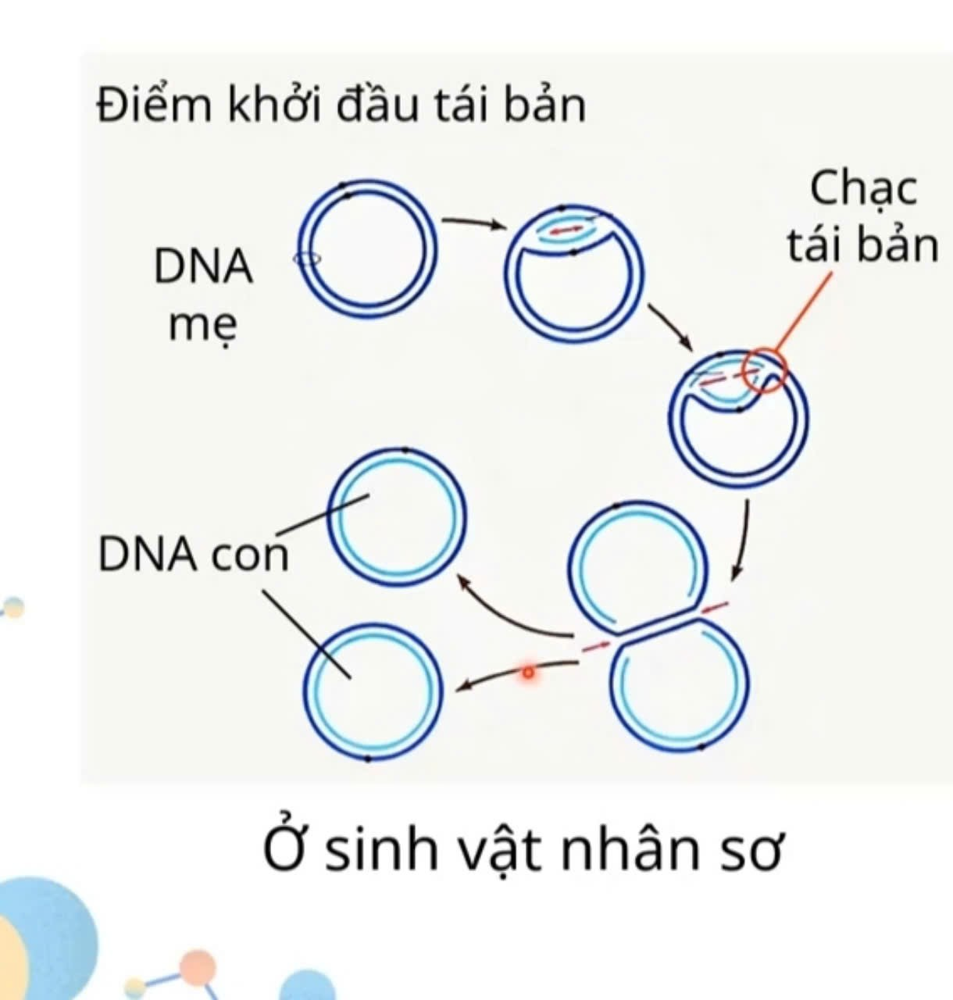 Điểm khởi đầu tái bản
Chạc
tái bản
DNA
mẹ
DNA con
Ở sinh vật nhân sơ